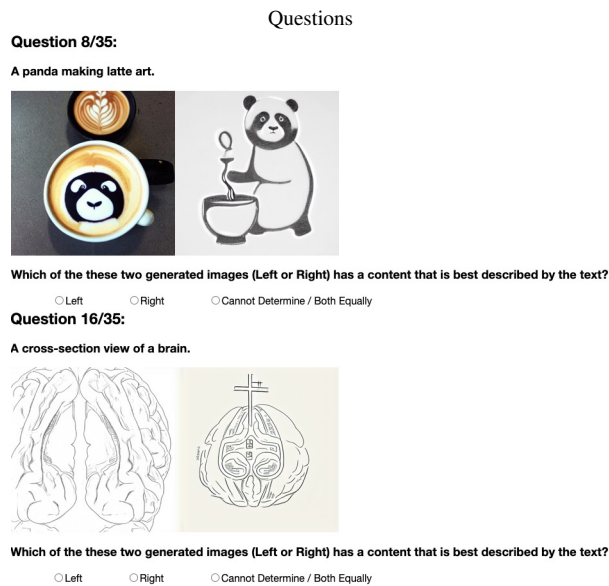 Questions
Question 8/35:
A panda making latte art.
Which of the these two generated images (Left or Right) has a content that is best described by the text?
Left Right Cannot Determine / Both Equally
Question 16/35:
A cross-section view of a brain.
Which of the these two generated images (Left or Right) has a content that is best described by the text?
Left Right Cannot Determine / Both Equally